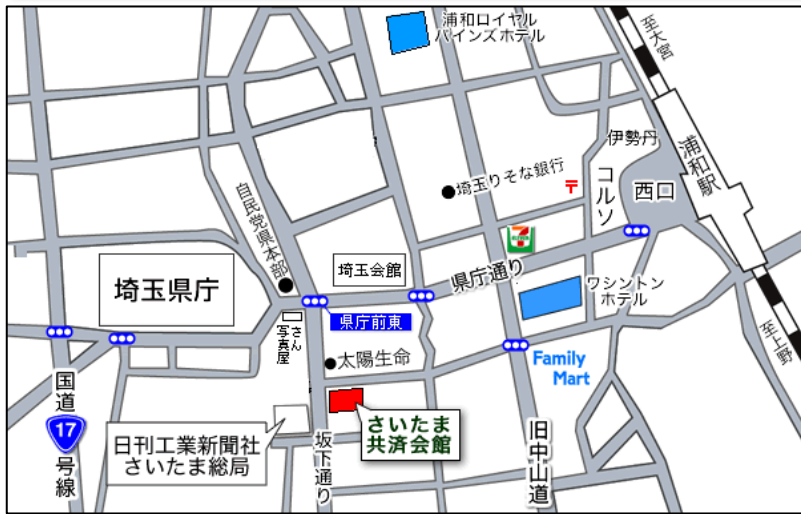 浦和ロイヤル
パインズホテル
至大宮
伊勢丹
浦和駅
埼玉りそな銀行
〒
コルソ
西口
自民党県本部
7
ELEVEN
埼玉会館
県庁通り
埼玉県庁
ワシントン
ホテル
県庁前東
さん
写真屋
太陽生命
至上野
Family
Mart
国道
17
号線
さいたま
共済会館
日刊工業新聞社
さいたま総局
坂下通り
旧中山道